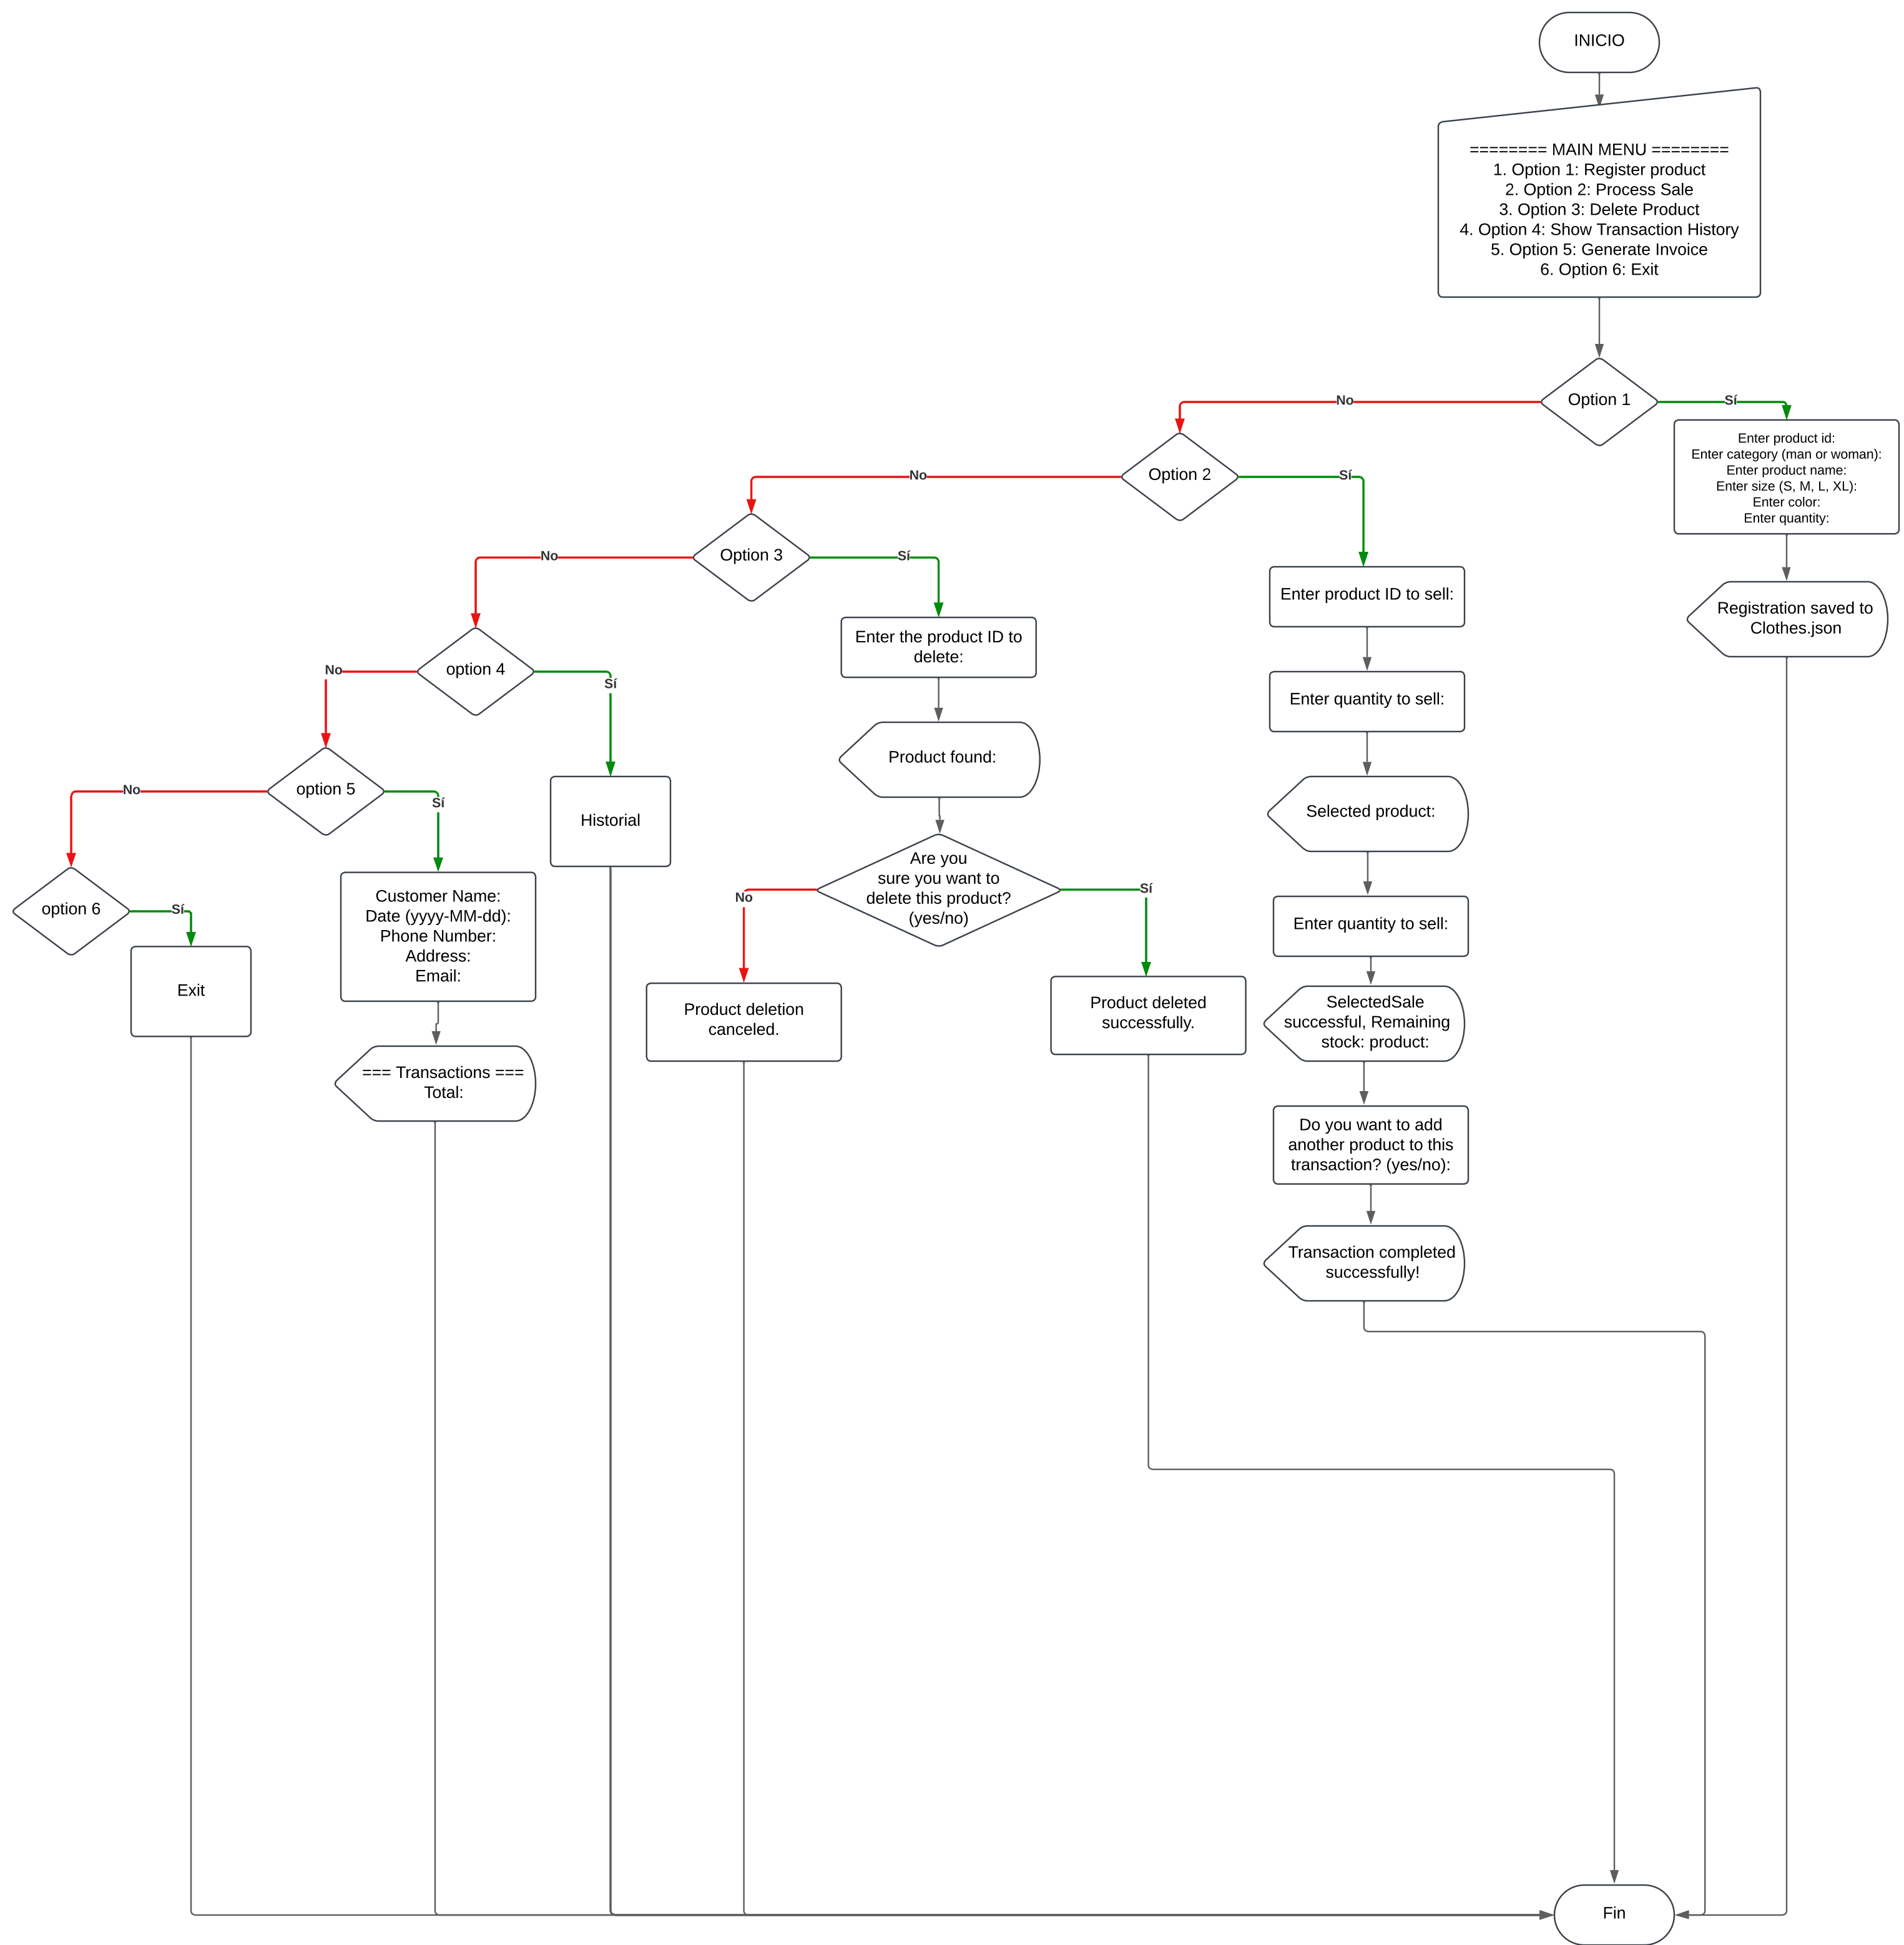 INICIO
======== MAIN MENU ========
1. Option 1: Register product
2. Option 2: Process Sale
3. Option 3: Delete Product
4. Option 4: Show Transaction History
5. Option 5: Generate Invoice
6. Option 6: Exit
Option 1
No
Sí
Enter product id:
Enter category (man or woman):
Enter product name:
Enter size (S, M, L, XL):
Enter color:
Enter quantity:
Registration saved to
Clothes.json
Option 2
No
Sí
Enter product ID to sell:
Enter quantity to sell:
Selected product:
Enter quantity to sell:
SelectedSale
successful, Remaining
stock: product:
Do you want to add
another product to this
transaction? (yes/no):
Transaction completed
successfully!
Option 3
No
Sí
Enter the product ID to
delete:
Product found:
Are you
sure you want to
delete this product?
(yes/no)
No
Sí
Product deletion
canceled.
Product deleted
successfully.
option 4
No
Sí
Historial
option 5
No
Sí
Customer Name:
Date (yyyy-MM-dd):
Phone Number:
Address:
Email:
=== Transactions ===
Total:
option 6
Sí
Exit
Fin